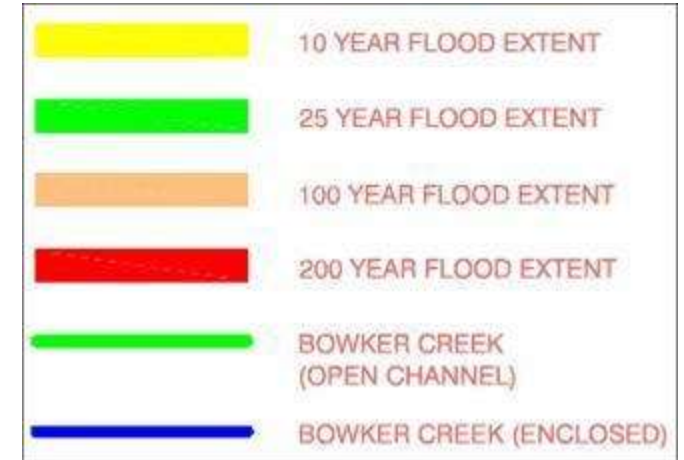 10 YEAR FLOOD EXTENT
25 YEAR FLOOD EXTENT
100 YEAR FLOOD EXTENT
200 YEAR FLOOD EXTENT
BOWKER CREEK
(OPEN CHANNEL)
BOWKER CREEK (ENCLOSED)